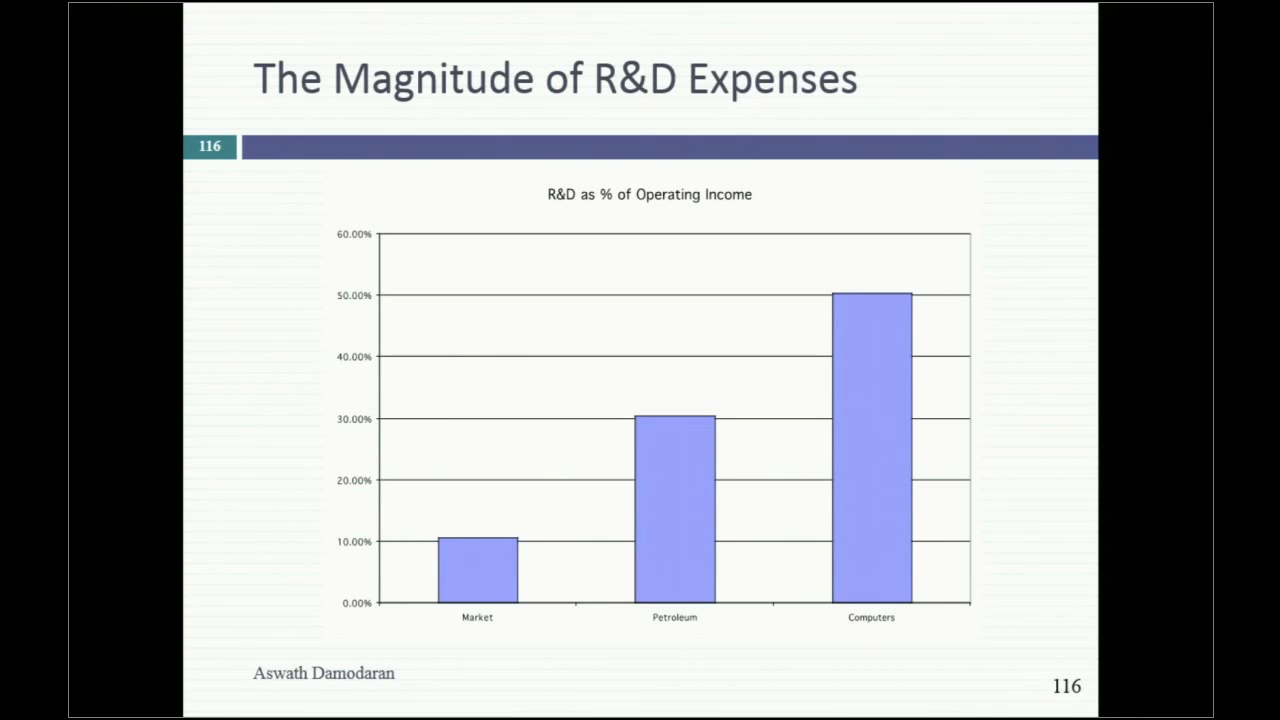 The Magnitude of R&D Expenses
116
R&D as % of Operating Income
60.00%
50.00%
40.00%
30.00%
20.00%
10.00%
0.00%
Market Petroleum Computers
Aswath Damodaran
116